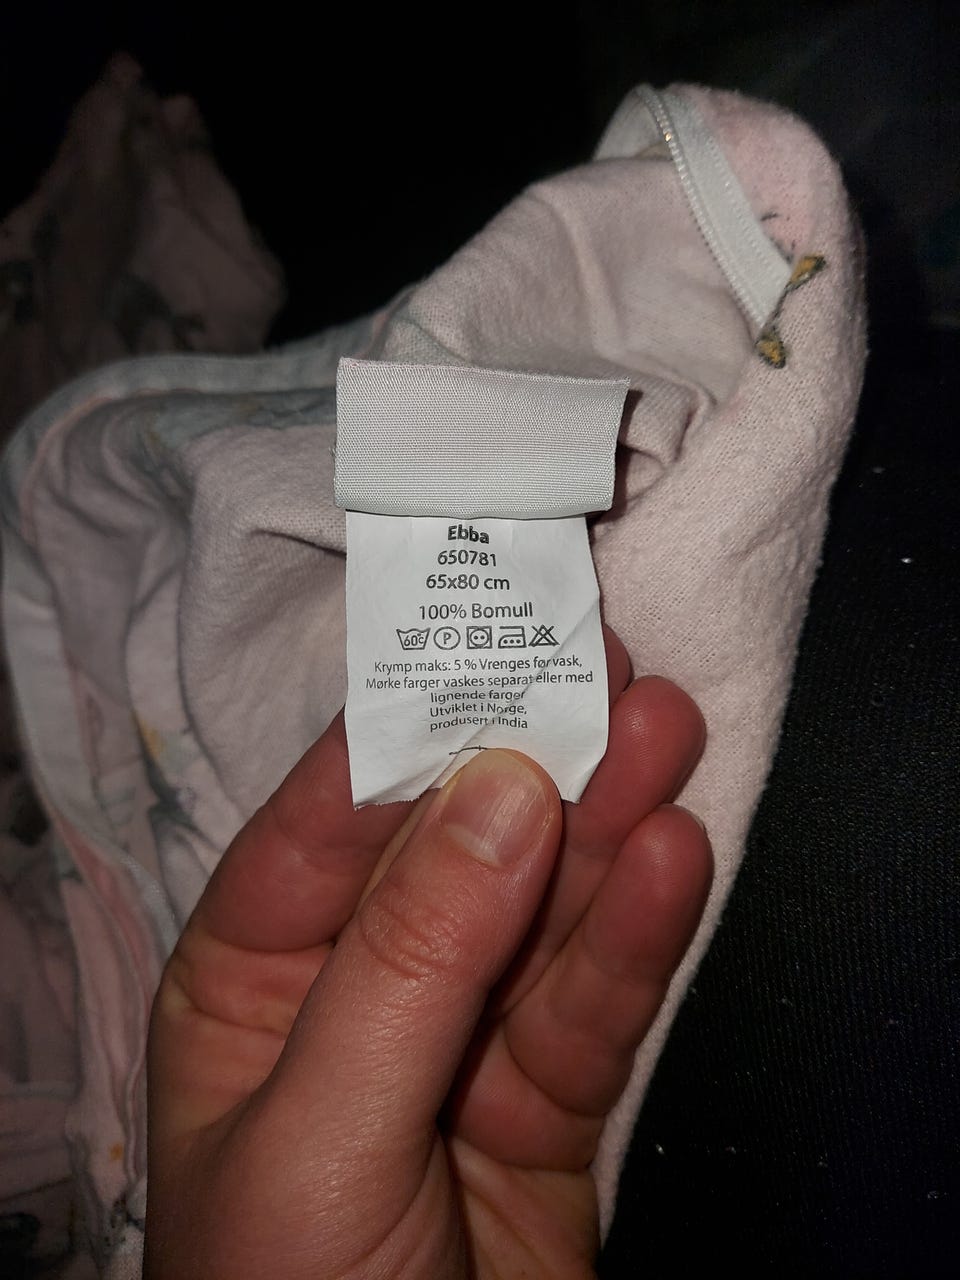 Ebba
650781
65x80 cm
100% Bomull
60c P
Krymp maks: 5 % Vrenges før vask,
Mørke farger vaskes separat eller med
lignende farger
Utviklet i Norge,
produsert i India